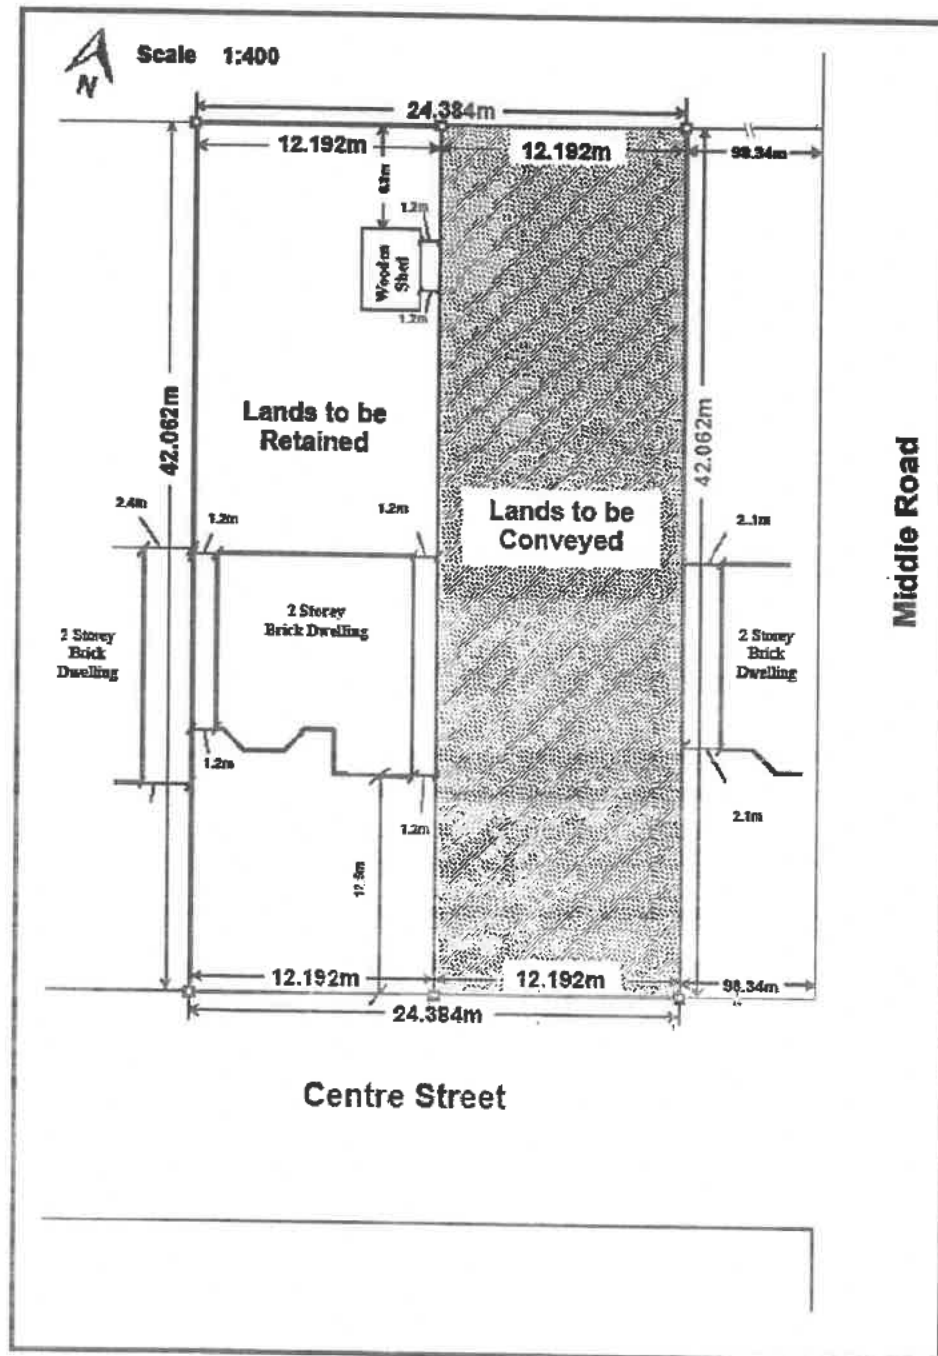 N
Scale 1:400
24.384m
12.192m
12.192m
98.34m
1.2m
Wooden
Shed
1.2m
42.062m
42.062m
Lands to be
Retained
Middle Road
2.4m
1.2m
1.2m
Lands to be
Conveyed
2.1m
2 Storey
Brick
Dwelling
2 Storey
Brick Dwelling
2 Storey
Brick
Dwelling
1.2m
1.2m
2.1m
12.192m
12.192m
98.34m
24.384m
Centre Street